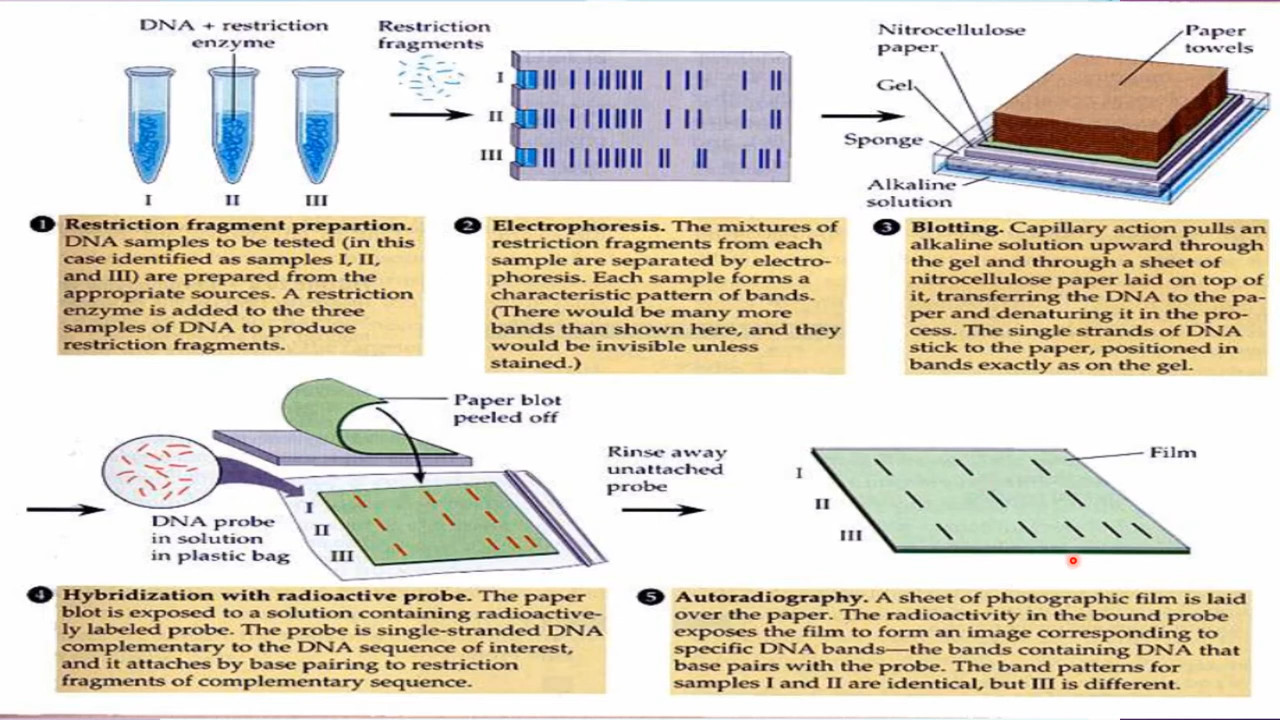 DNA + restriction
enzyme
I
II
III
Restriction
fragments
I
II
III
Nitrocellulose
paper
Gel
Sponge
Alkaline
solution
Paper
towels
1 Restriction fragment prepartion.
DNA samples to be tested (in this
case identified as samples I, II,
and III) are prepared from the
appropriate sources. A restriction
enzyme is added to the three
samples of DNA to produce
restriction fragments.
2 Electrophoresis. The mixtures of
restriction fragments from each
sample are separated by electro-
phoresis. Each sample forms a
characteristic pattern of bands.
(There would be many more
bands than shown here, and they
would be invisible unless
stained.)
3 Blotting. Capillary action pulls an
alkaline solution upward through
the gel and through a sheet of
nitrocellulose paper laid on top of
it, transferring the DNA to the pa-
per and denaturing it in the pro-
cess. The single strands of DNA
stick to the paper, positioned in
bands exactly as on the gel.
Paper blot
peeled off
DNA probe
in solution
in plastic bag
I
II
III
Rinse away
unattached
probe
I
II
III
Film
4 Hybridization with radioactive probe. The paper
blot is exposed to a solution containing radioactive-
ly labeled probe. The probe is single-stranded DNA
complementary to the DNA sequence of interest,
and it attaches by base pairing to restriction
fragments of complementary sequence.
5 Autoradiography. A sheet of photographic film is laid
over the paper. The radioactivity in the bound probe
exposes the film to form an image corresponding to
specific DNA bands—the bands containing DNA that
base pairs with the probe. The band patterns for
samples I and II are identical, but III is different.